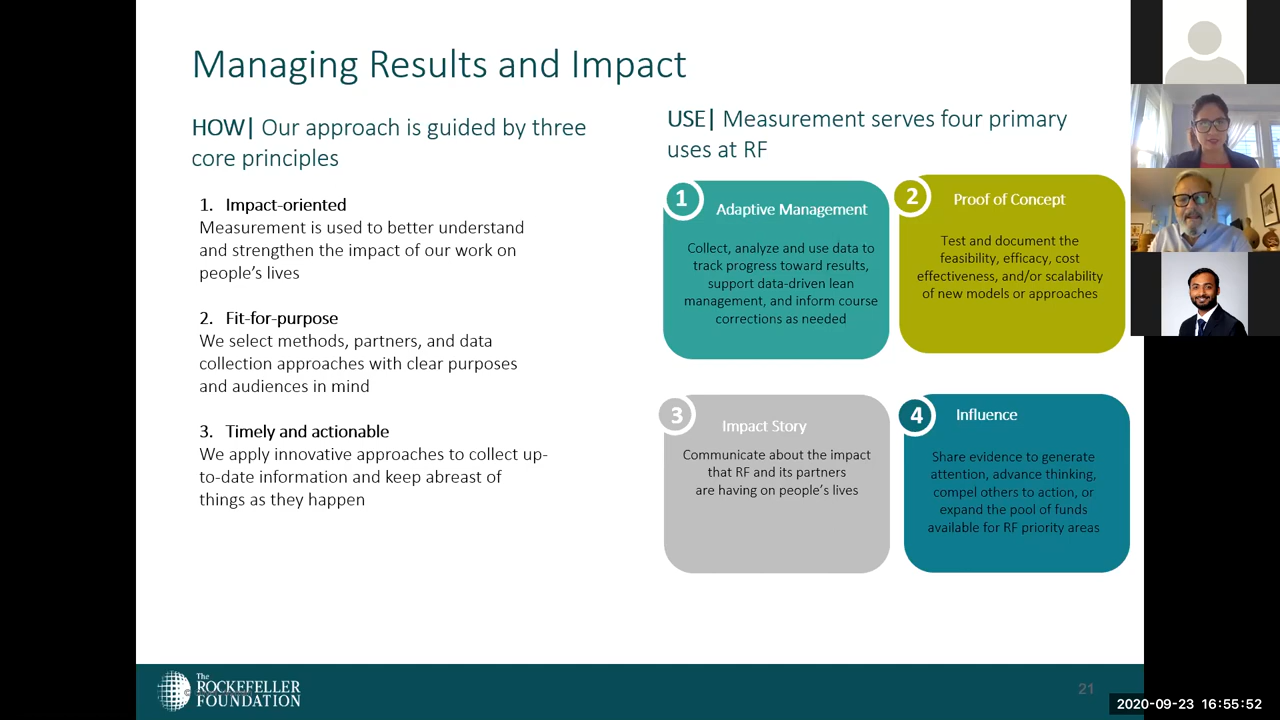 Managing Results and Impact
HOW| Our approach is guided by three
core principles
1. Impact-oriented
Measurement is used to better understand
and strengthen the impact of our work on
people's lives
2. Fit-for-purpose
We select methods, partners, and data
collection approaches with clear purposes
and audiences in mind
3. Timely and actionable
We apply innovative approaches to collect up-
to-date information and keep abreast of
things as they happen
USE| Measurement serves four primary
uses at RF
1
Adaptive Management
Collect, analyze and use data to
track progress toward results,
support data-driven lean
management, and inform course
corrections as needed
2
Proof of Concept
Test and document the
feasibility, efficacy, cost
effectiveness, and/or scalability
of new models or approaches
3
Impact Story
Communicate about the impact
that RF and its partners
are having on people's lives
4
Influence
Share evidence to generate
attention, advance thinking,
compel others to action, or
expand the pool of funds
available for RF priority areas
The
ROCKEFELLER
FOUNDATION
21
2020-09-23 16:55:52